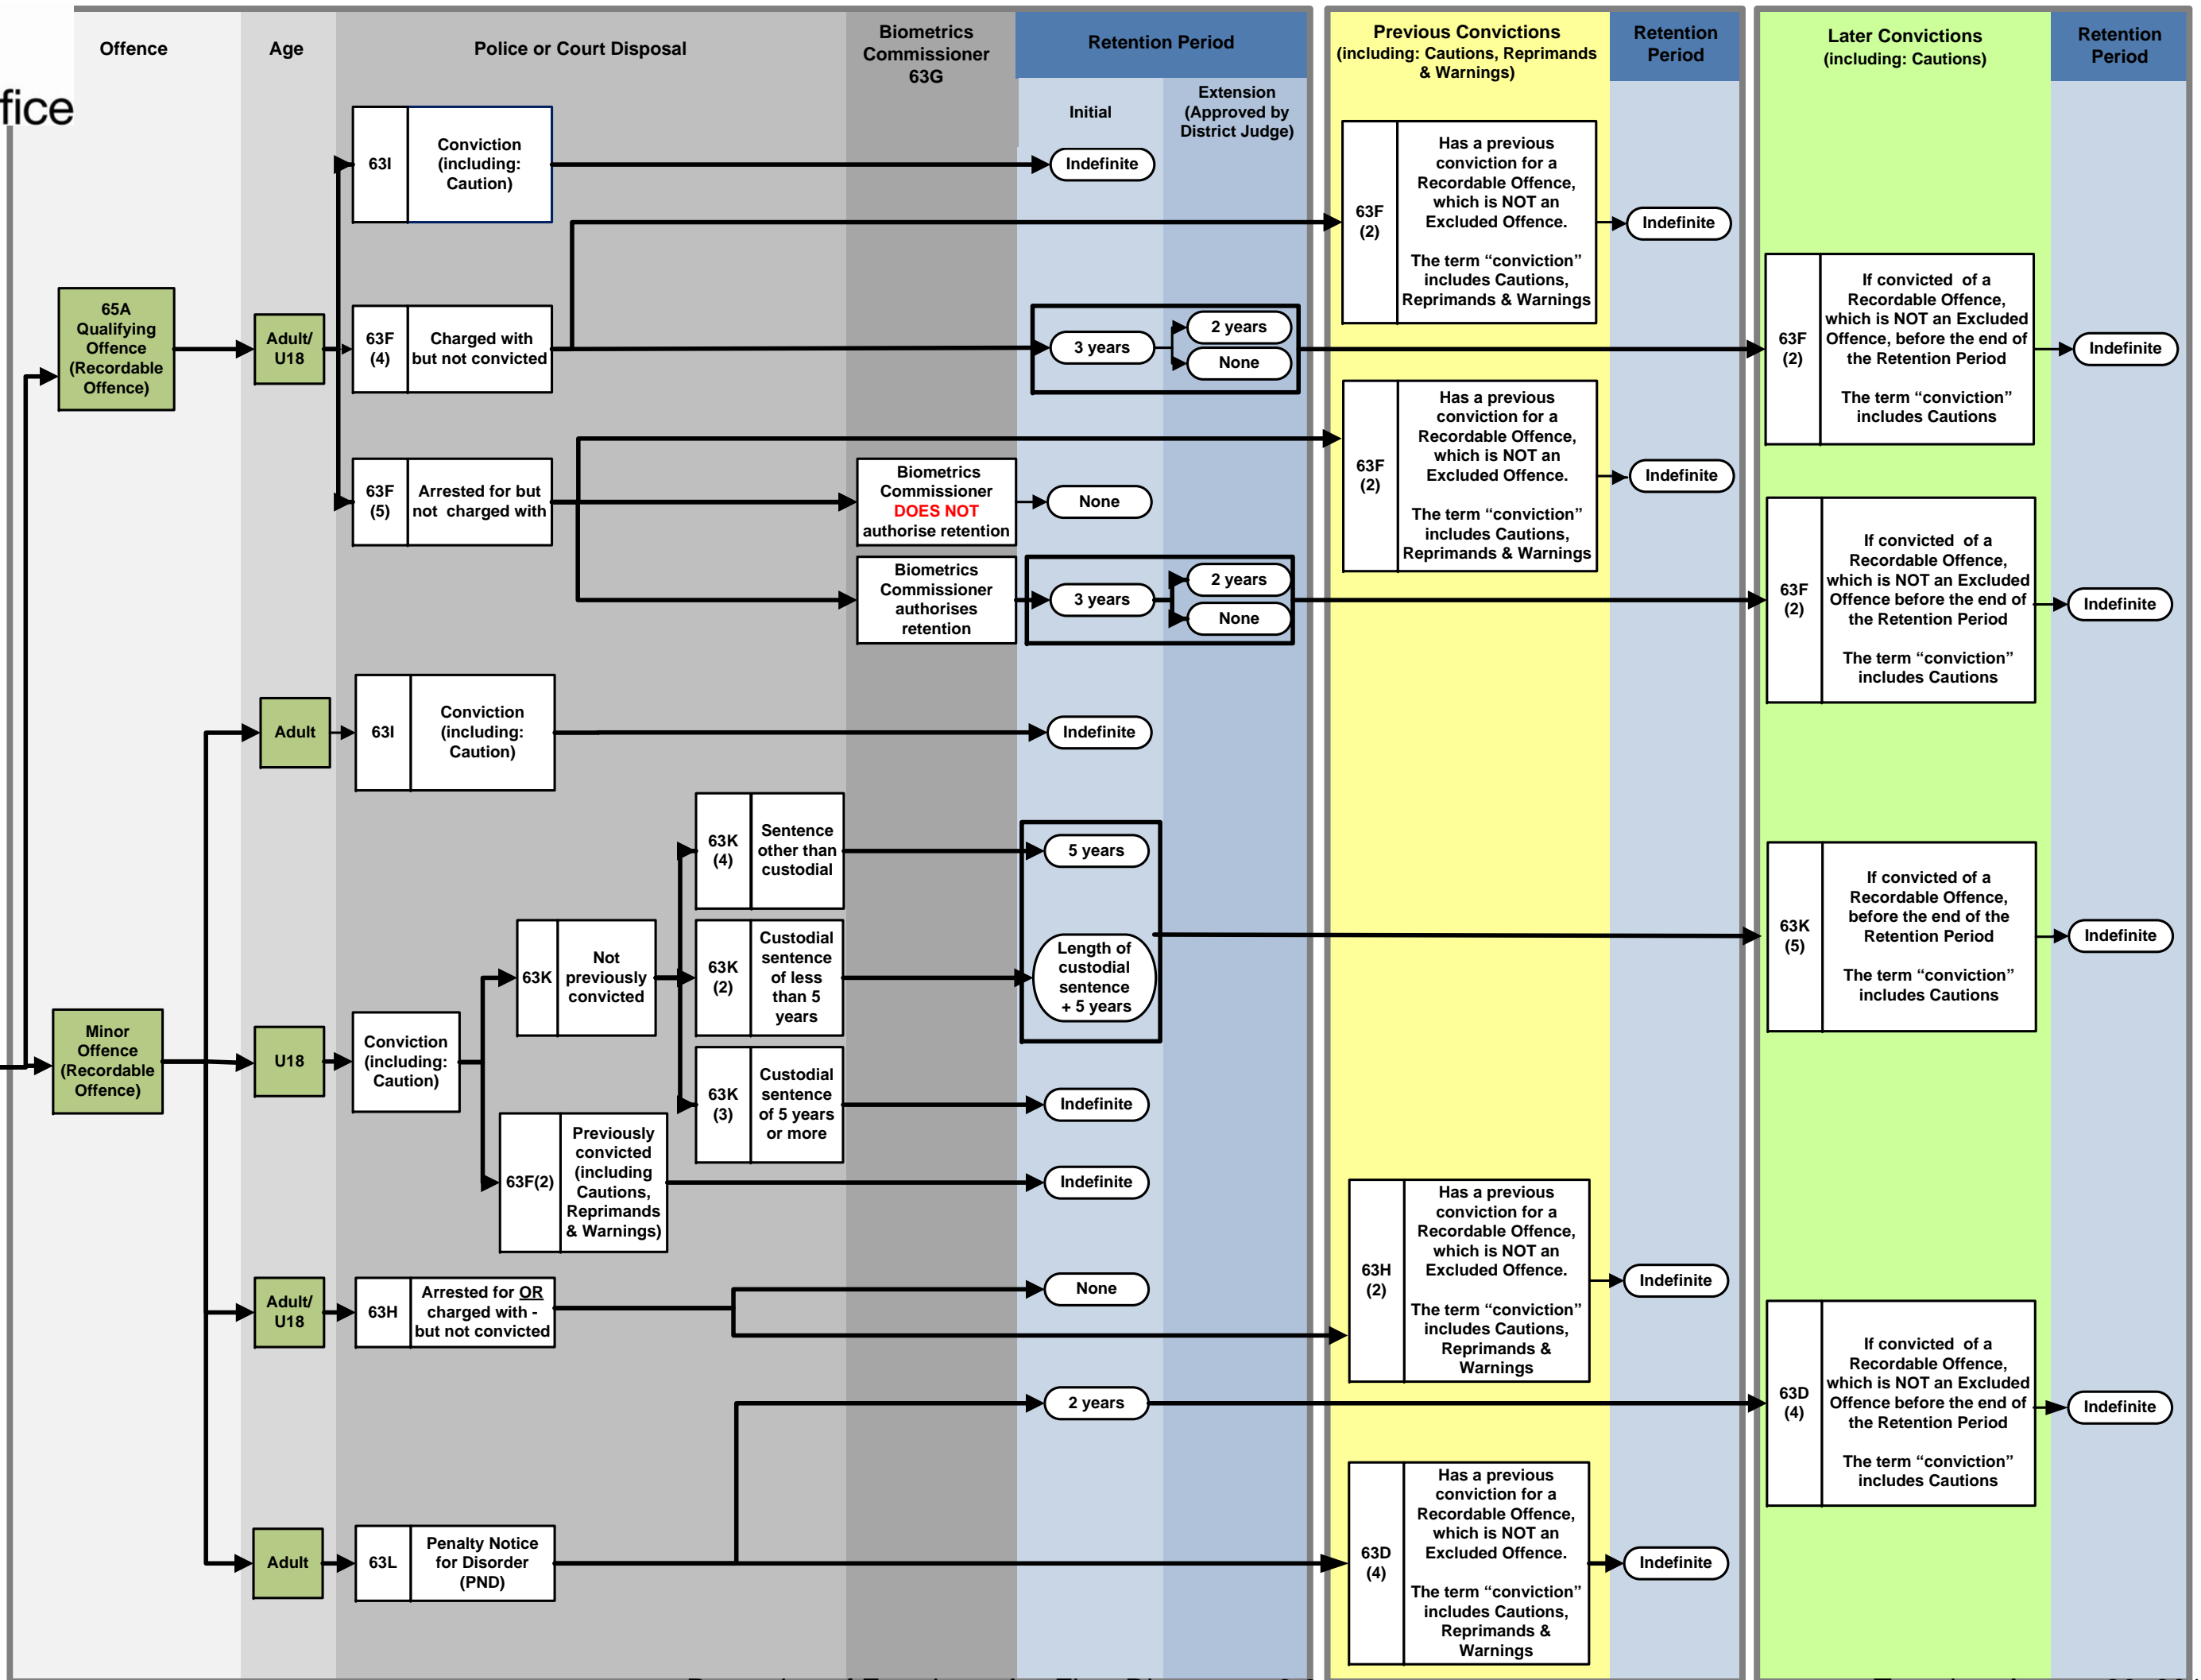 fice
Offence
Age
Police or Court Disposal
Biometrics
Commissioner
63G
Retention Period
Initial
Extension
(Approved by
District Judge)
Previous Convictions
(including: Cautions, Reprimands
& Warnings)
Retention
Period
Later Convictions
(including: Cautions)
Retention
Period
65A
Qualifying
Offence
(Recordable
Offence)
Adult/
U18
63I
Conviction
(including:
Caution)
Indefinite
63F
(4)
Charged with
but not convicted
3 years
2 years
None
63F
(2)
Has a previous
conviction for a
Recordable Offence,
which is NOT an
Excluded Offence.
The term “conviction”
includes Cautions,
Reprimands & Warnings
Indefinite
63F
(2)
If convicted of a
Recordable Offence,
which is NOT an Excluded
Offence, before the end of
the Retention Period
The term “conviction”
includes Cautions
Indefinite
63F
(5)
Arrested for but
not charged with
Biometrics
Commissioner
DOES NOT
authorise retention
None
Biometrics
Commissioner
authorises
retention
3 years
2 years
None
63F
(2)
Has a previous
conviction for a
Recordable Offence,
which is NOT an
Excluded Offence.
The term “conviction”
includes Cautions,
Reprimands & Warnings
Indefinite
63F
(2)
If convicted of a
Recordable Offence,
which is NOT an Excluded
Offence before the end of
the Retention Period
The term “conviction”
includes Cautions
Indefinite
Minor
Offence
(Recordable
Offence)
Adult
63I
Conviction
(including:
Caution)
Indefinite
U18
Conviction
(including:
Caution)
63K
Not
previously
convicted
63K
(4)
Sentence
other than
custodial
5 years
63K
(2)
Custodial
sentence
of less
than 5
years
Length of
custodial
sentence
+ 5 years
63K
(3)
Custodial
sentence
of 5 years
or more
Indefinite
63K
(5)
If convicted of a
Recordable Offence,
before the end of the
Retention Period
The term “conviction”
includes Cautions
Indefinite
63F(2)
Previously
convicted
(including
Cautions,
Reprimands
& Warnings)
Indefinite
Adult/
U18
63H
Arrested for OR
charged with -
but not convicted
None
63H
(2)
Has a previous
conviction for a
Recordable Offence,
which is NOT an
Excluded Offence.
The term “conviction”
includes Cautions,
Reprimands &
Warnings
Indefinite
Adult
63L
Penalty Notice
for Disorder
(PND)
2 years
63D
(4)
If convicted of a
Recordable Offence,
which is NOT an Excluded
Offence before the end of
the Retention Period
The term “conviction”
includes Cautions
Indefinite
63D
(4)
Has a previous
conviction for a
Recordable Offence,
which is NOT an
Excluded Offence.
The term “conviction”
includes Cautions,
Reprimands &
Warnings
Indefinite